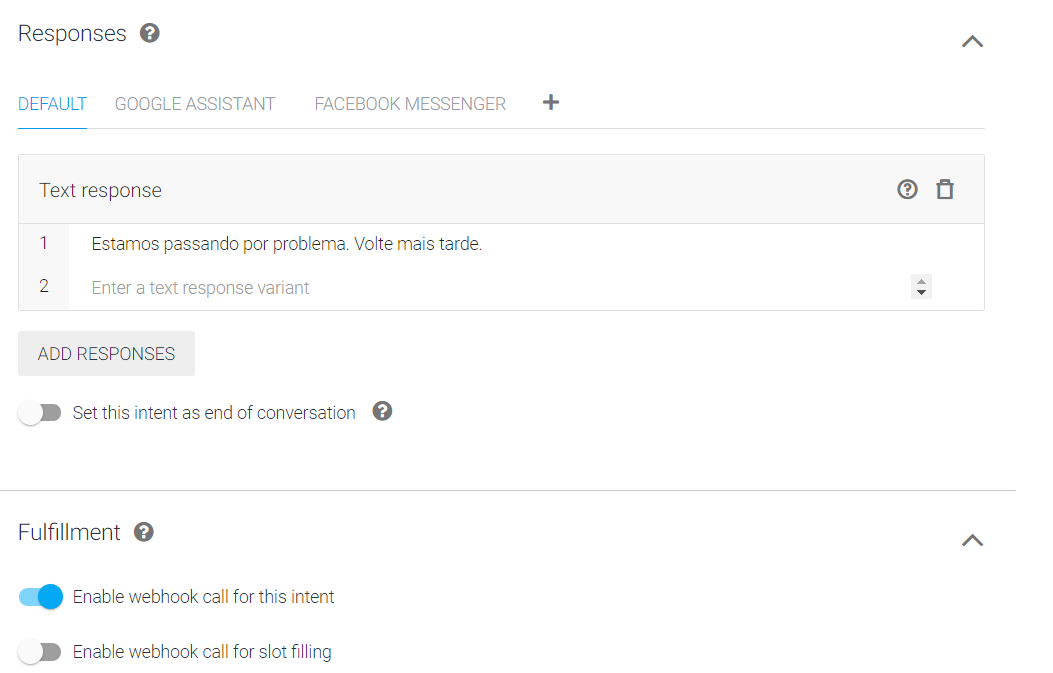 Responses
DEFAULT GOOGLE ASSISTANT FACEBOOK MESSENGER
Text response
1 Estamos passando por problema. Volte mais tarde.
2 Enter a text response variant
ADD RESPONSES
Set this intent as end of conversation
Fulfillment
Enable webhook call for this intent
Enable webhook call for slot filling